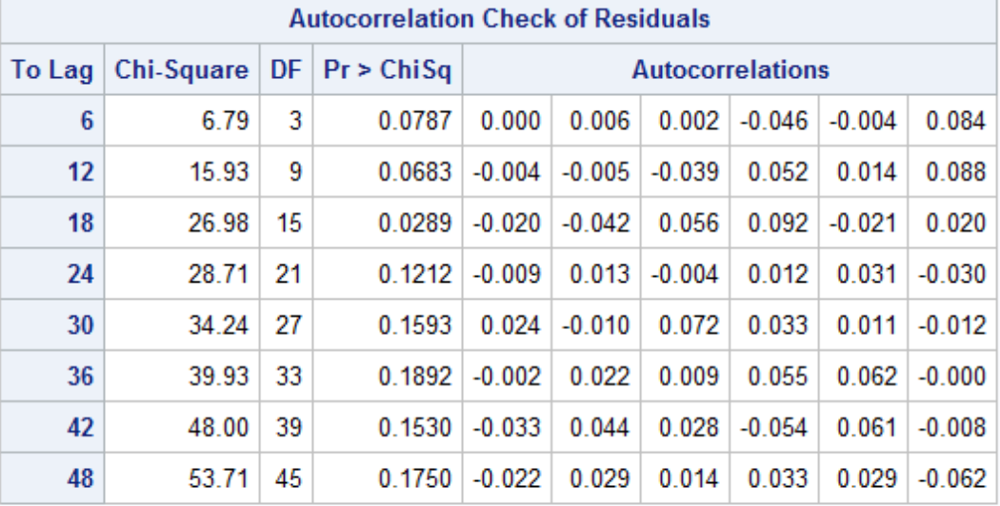 Autocorrelation Check of Residuals
To Lag Chi-Square DF Pr > ChiSq Autocorrelations
6 6.79 3 0.0787 0.000 0.006 0.002 -0.046 -0.004 0.084
12 15.93 9 0.0683 -0.004 -0.005 -0.039 0.052 0.014 0.088
18 26.98 15 0.0289 -0.020 -0.042 0.056 0.092 -0.021 0.020
24 28.71 21 0.1212 -0.009 0.013 -0.004 0.012 0.031 -0.030
30 34.24 27 0.1593 0.024 -0.010 0.072 0.033 0.011 -0.012
36 39.93 33 0.1892 -0.002 0.022 0.009 0.055 0.062 -0.000
42 48.00 39 0.1530 -0.033 0.044 0.028 -0.054 0.061 -0.008
48 53.71 45 0.1750 -0.022 0.029 0.014 0.033 0.029 -0.062